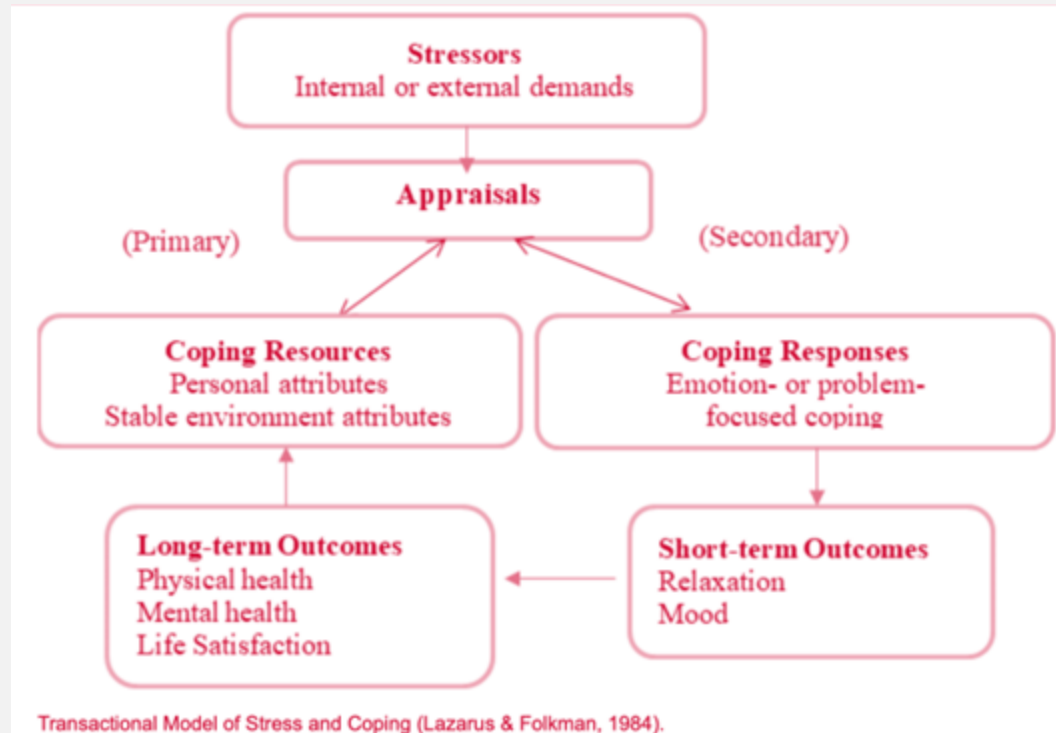 Stressors
Internal or external demands
Appraisals
(Primary)
(Secondary)
Coping Resources
Personal attributes
Stable environment attributes
Coping Responses
Emotion- or problem-
focused coping
Long-term Outcomes
Physical health
Mental health
Life Satisfaction
Short-term Outcomes
Relaxation
Mood
Transactional Model of Stress and Coping (Lazarus & Folkman, 1984).